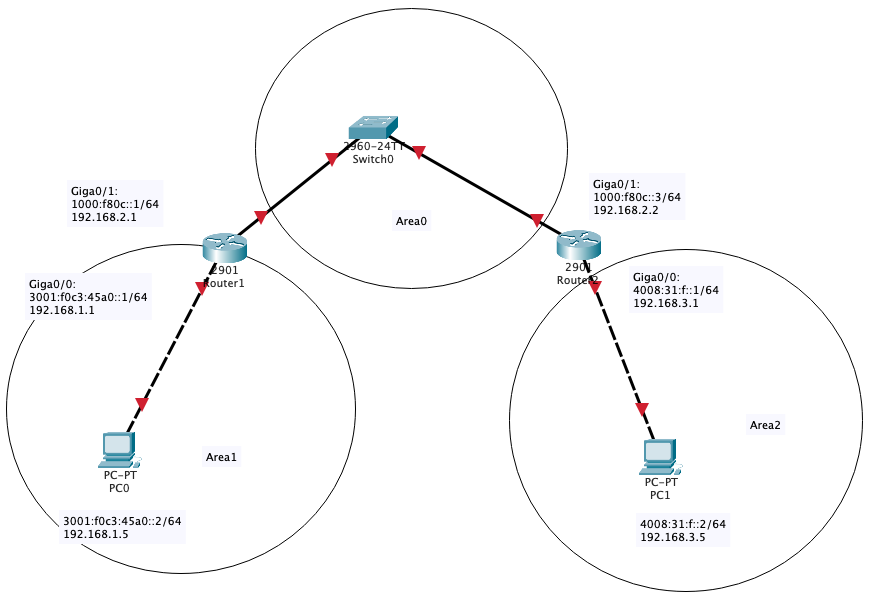 2960-24TT
Switch0
Giga0/1:
1000:f80c::1/64
192.168.2.1
Giga0/1:
1000:f80c::3/64
192.168.2.2
Area0
2901
Router1
2901
Router2
Giga0/0:
3001:f0c3:45a0::1/64
192.168.1.1
Giga0/0:
4008:31:f::1/64
192.168.3.1
Area1
Area2
PC-PT
PC0
PC-PT
PC1
3001:f0c3:45a0::2/64
192.168.1.5
4008:31:f::2/64
192.168.3.5